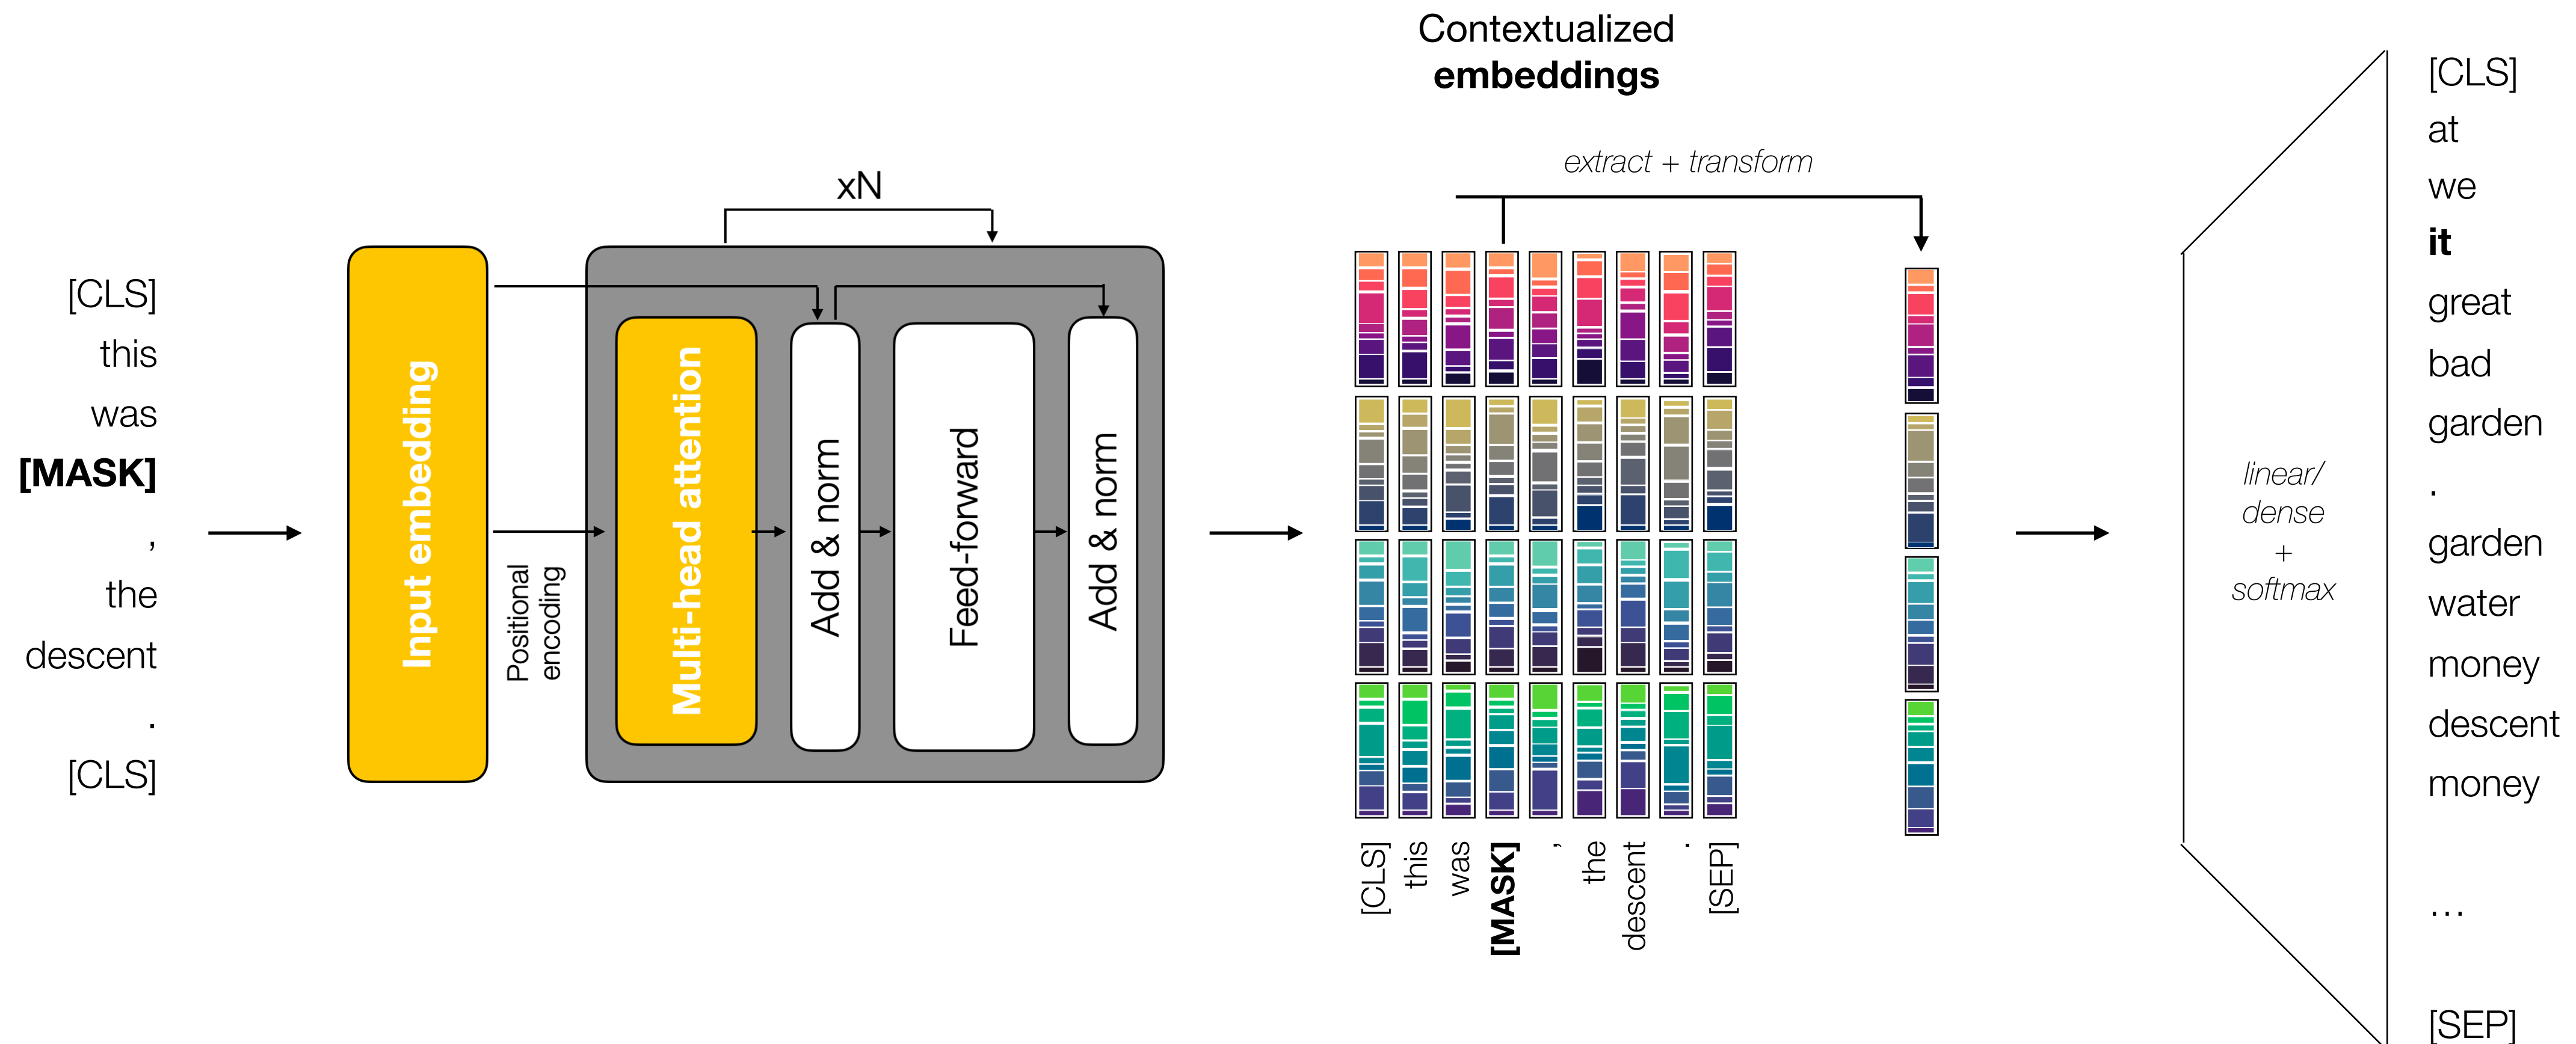 [CLS]
this
was
[MASK]
,
the
descent
.
[CLS]
Input embedding
Positional
encoding
xN
Multi-head attention
Add & norm
Feed-forward
Add & norm
Contextualized
embeddings
extract + transform
[CLS]
this
was
[MASK]
,
the
descent
.
[SEP]
linear/
dense
+
softmax
[CLS]
at
we
it
great
bad
garden
.
garden
water
money
descent
money
...
[SEP]